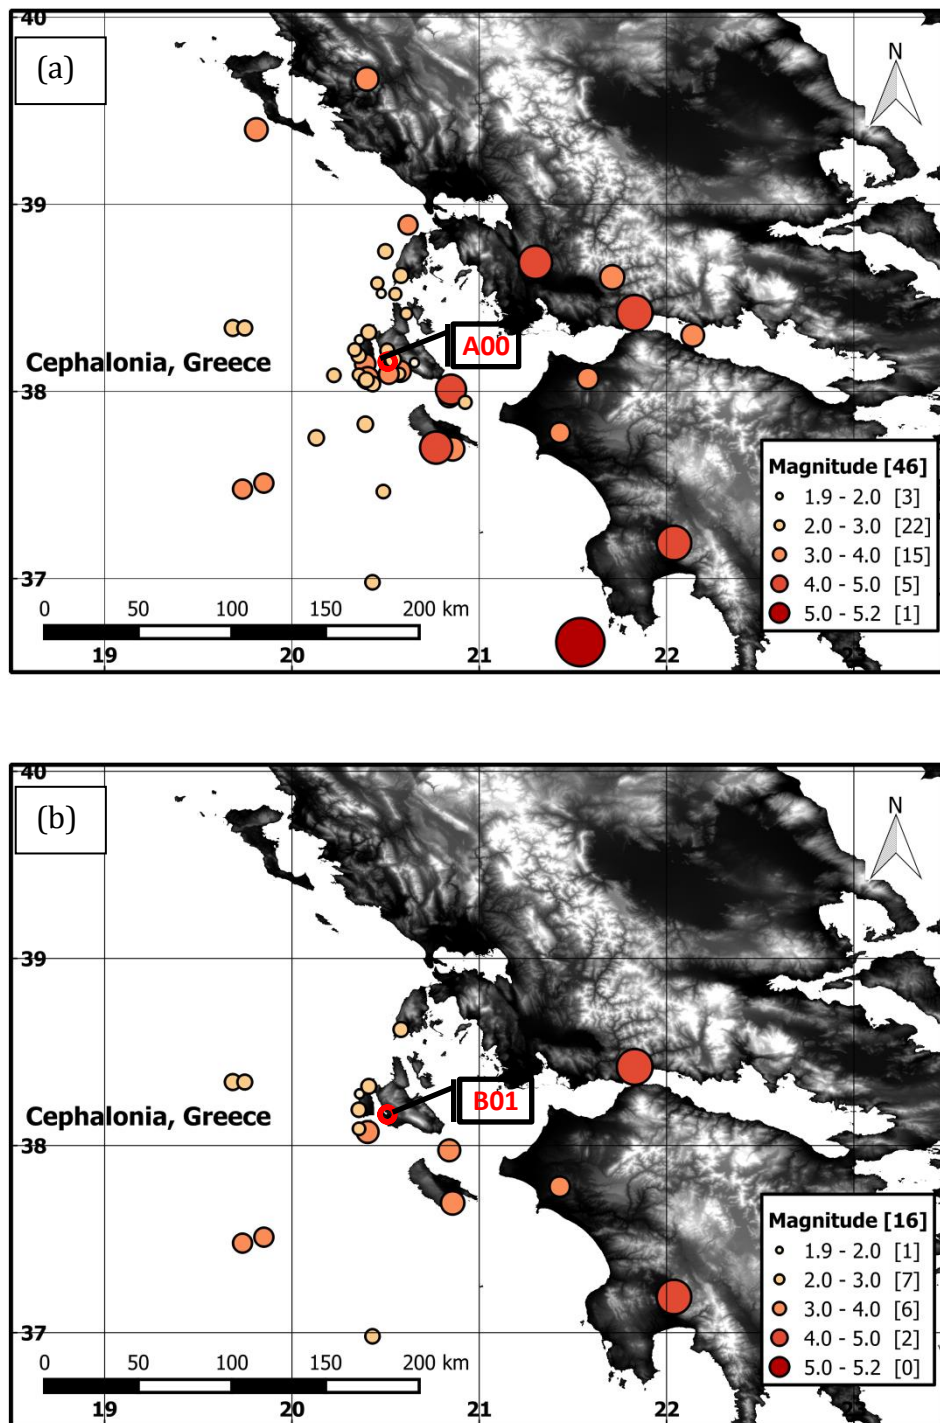 40
(a)
N
39
A00
Cephalonia, Greece
38
Magnitude [46]
1.9 - 2.0 [3]
2.0 - 3.0 [22]
3.0 - 4.0 [15]
4.0 - 5.0 [5]
5.0 - 5.2 [1]
37
0 50 100 150 200 km
19 20 21 22 23
40
(b)
N
39
B01
Cephalonia, Greece
38
Magnitude [16]
1.9 - 2.0 [1]
2.0 - 3.0 [7]
3.0 - 4.0 [6]
4.0 - 5.0 [2]
5.0 - 5.2 [0]
37
0 50 100 150 200 km
19 20 21 22 23